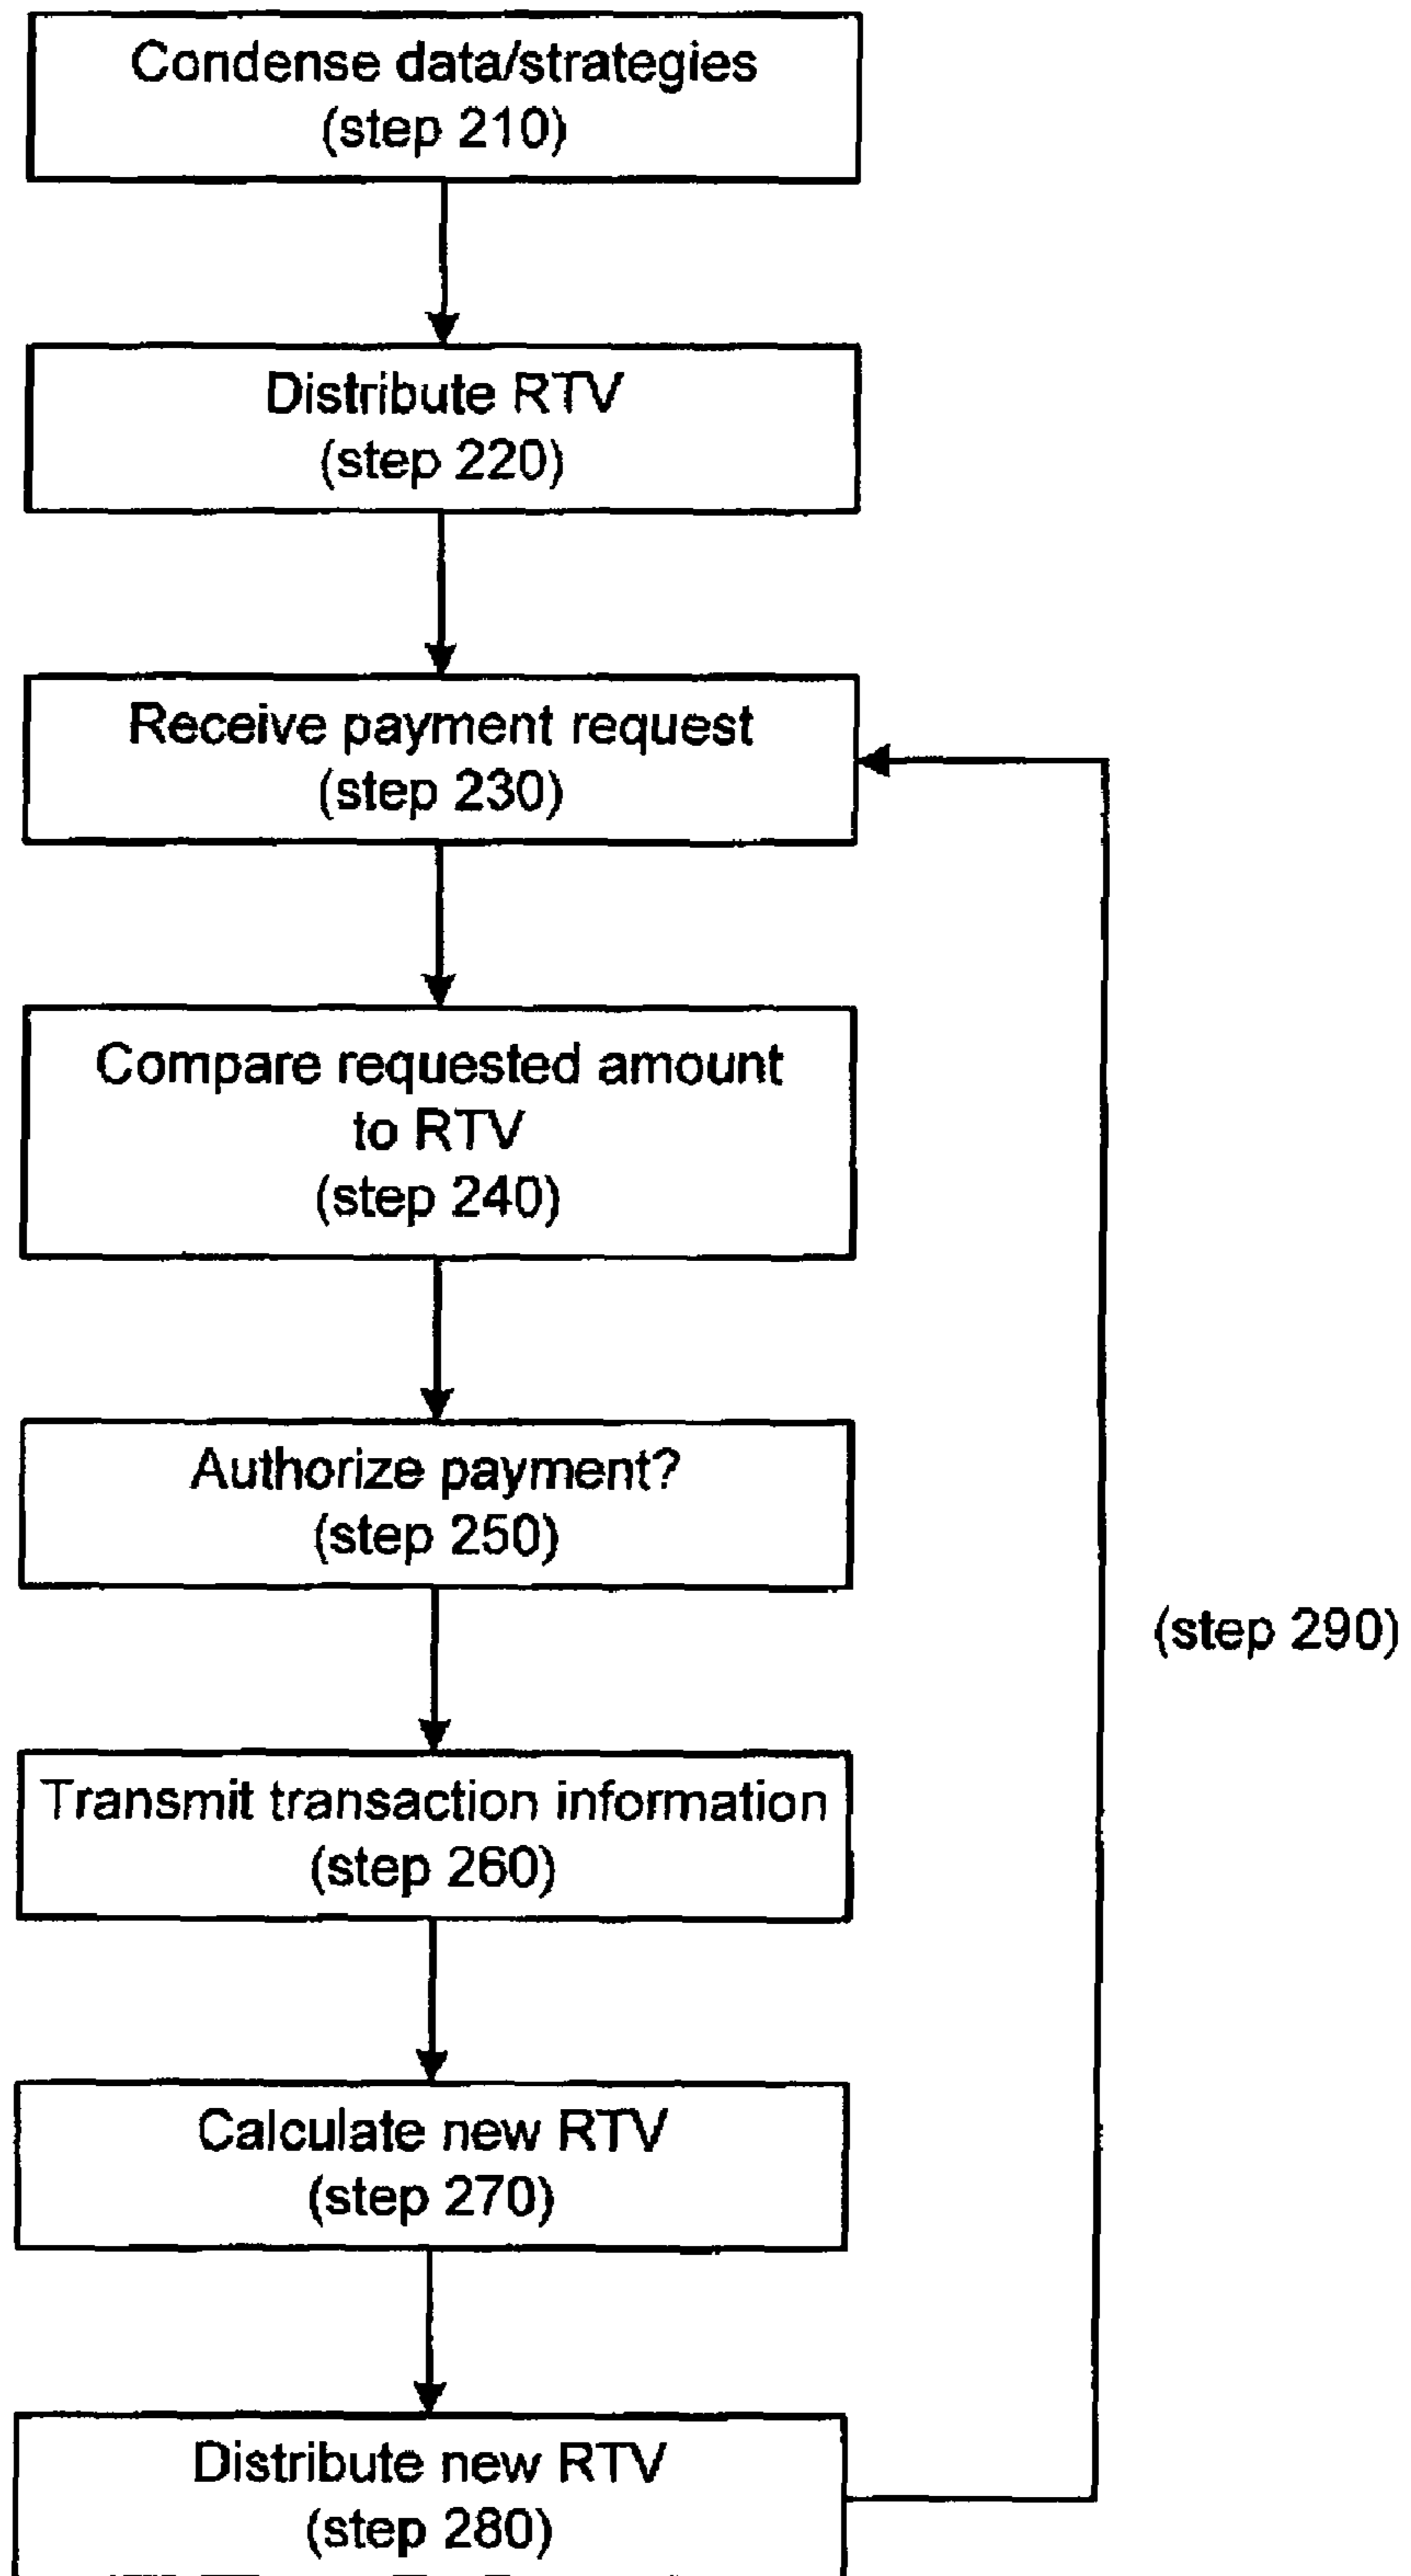 Condense data/strategies
(step 210)
Distribute RTV
(step 220)
Receive payment request
(step 230)
Compare requested amount
to RTV
(step 240)
Authorize payment?
(step 250)
(step 290)
Transmit transaction information
(step 260)
Calculate new RTV
(step 270)
Distribute new RTV
(step 280)